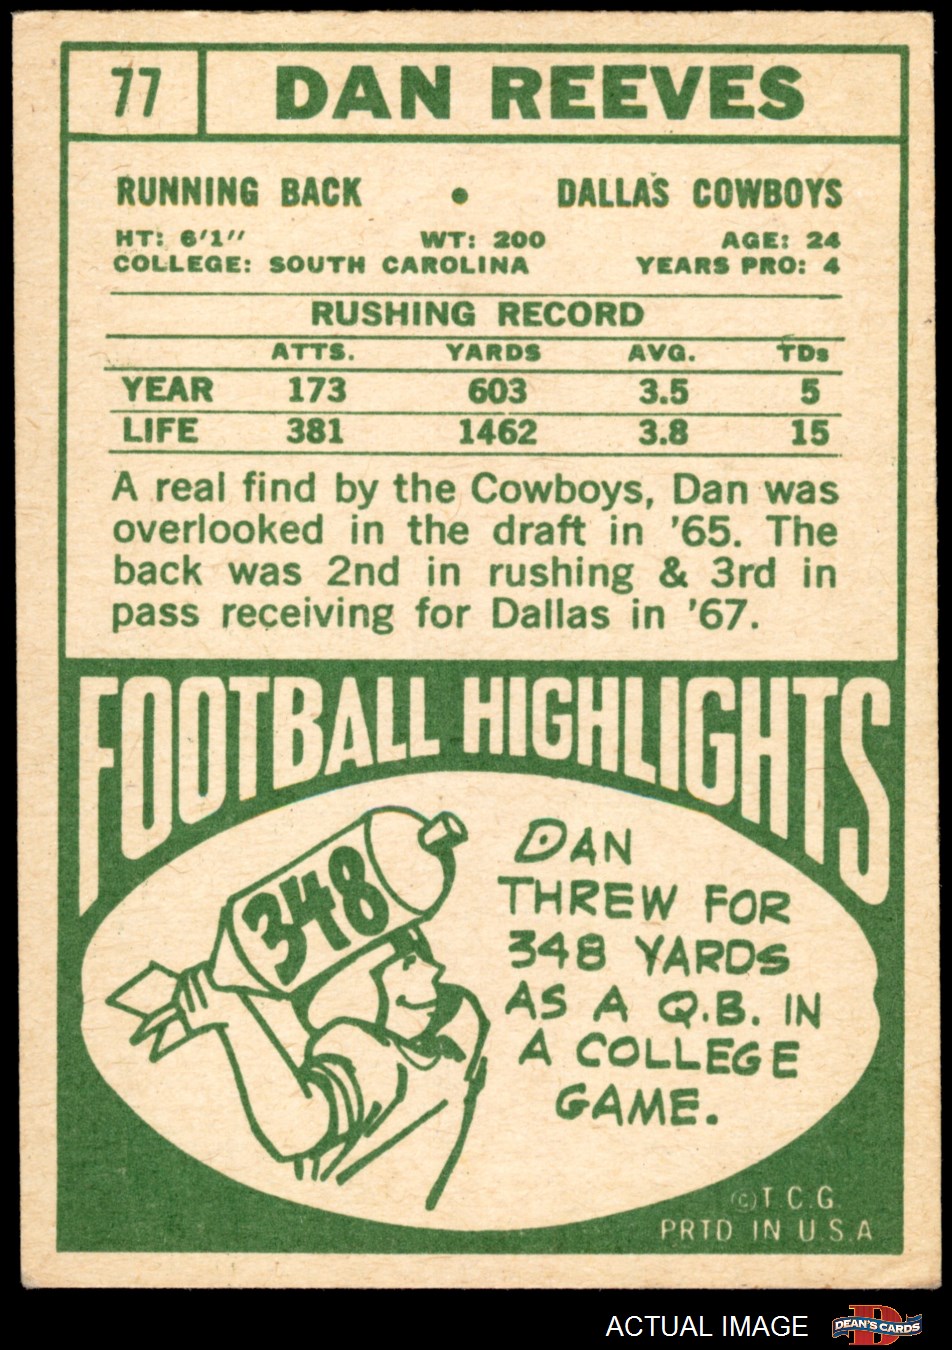 77 DAN REEVES
RUNNING BACK • DALLAS COWBOYS
HT: 6'1" WT: 200 AGE: 24
COLLEGE: SOUTH CAROLINA YEARS PRO: 4
RUSHING RECORD
ATTS. YARDS AVG. TDs
YEAR 173 603 3.5 5
LIFE 381 1462 3.8 15
A real find by the Cowboys, Dan was
overlooked in the draft in '65. The
back was 2nd in rushing & 3rd in
pass receiving for Dallas in '67.
FOOTBALL HIGHLIGHTS
348
DAN
THREW FOR
348 YARDS
AS A Q.B. IN
A COLLEGE
GAME.
©T.C.G.
PRTD IN U.S.A
ACTUAL IMAGE
D
DEAN'S CARDS